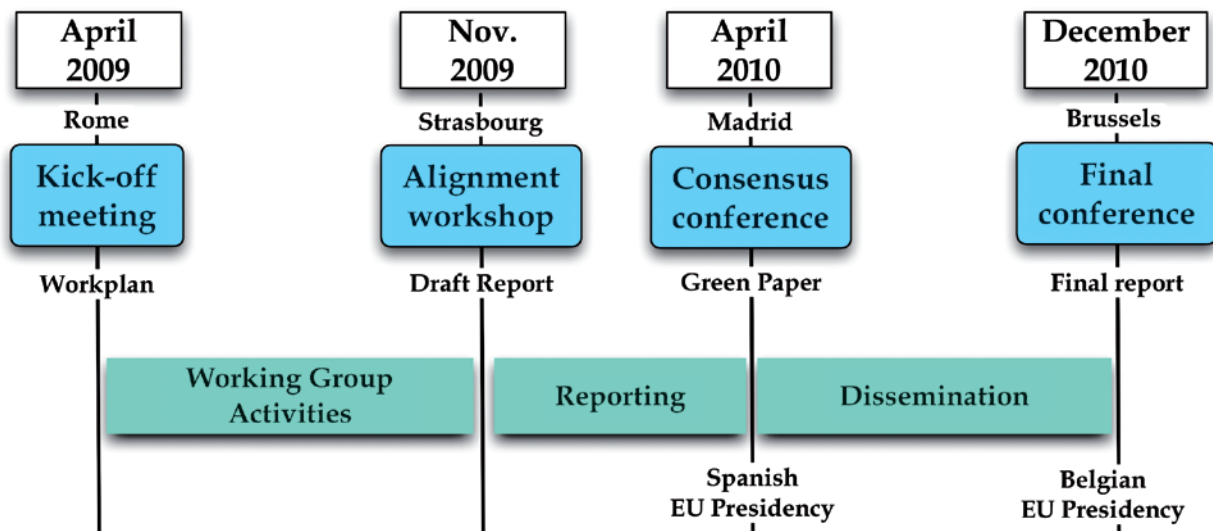 April
2009
Nov.
2009
April
2010
December
2010
Rome
Strasbourg
Madrid
Brussels
Kick-off
meeting
Alignment
workshop
Consensus
conference
Final
conference
Workplan
Draft Report
Green Paper
Final report
Working Group
Activities
Reporting
Dissemination
Spanish
EU Presidency
Belgian
EU Presidency